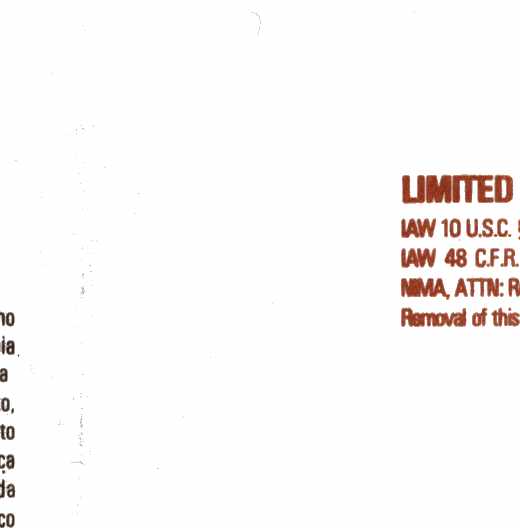 LIMITED
IAW 10 U.S.C.
IAW 48 C.F.R.
NIMA, ATTN:
Removal of this
no
ia
a
o,
to
ça
da
co